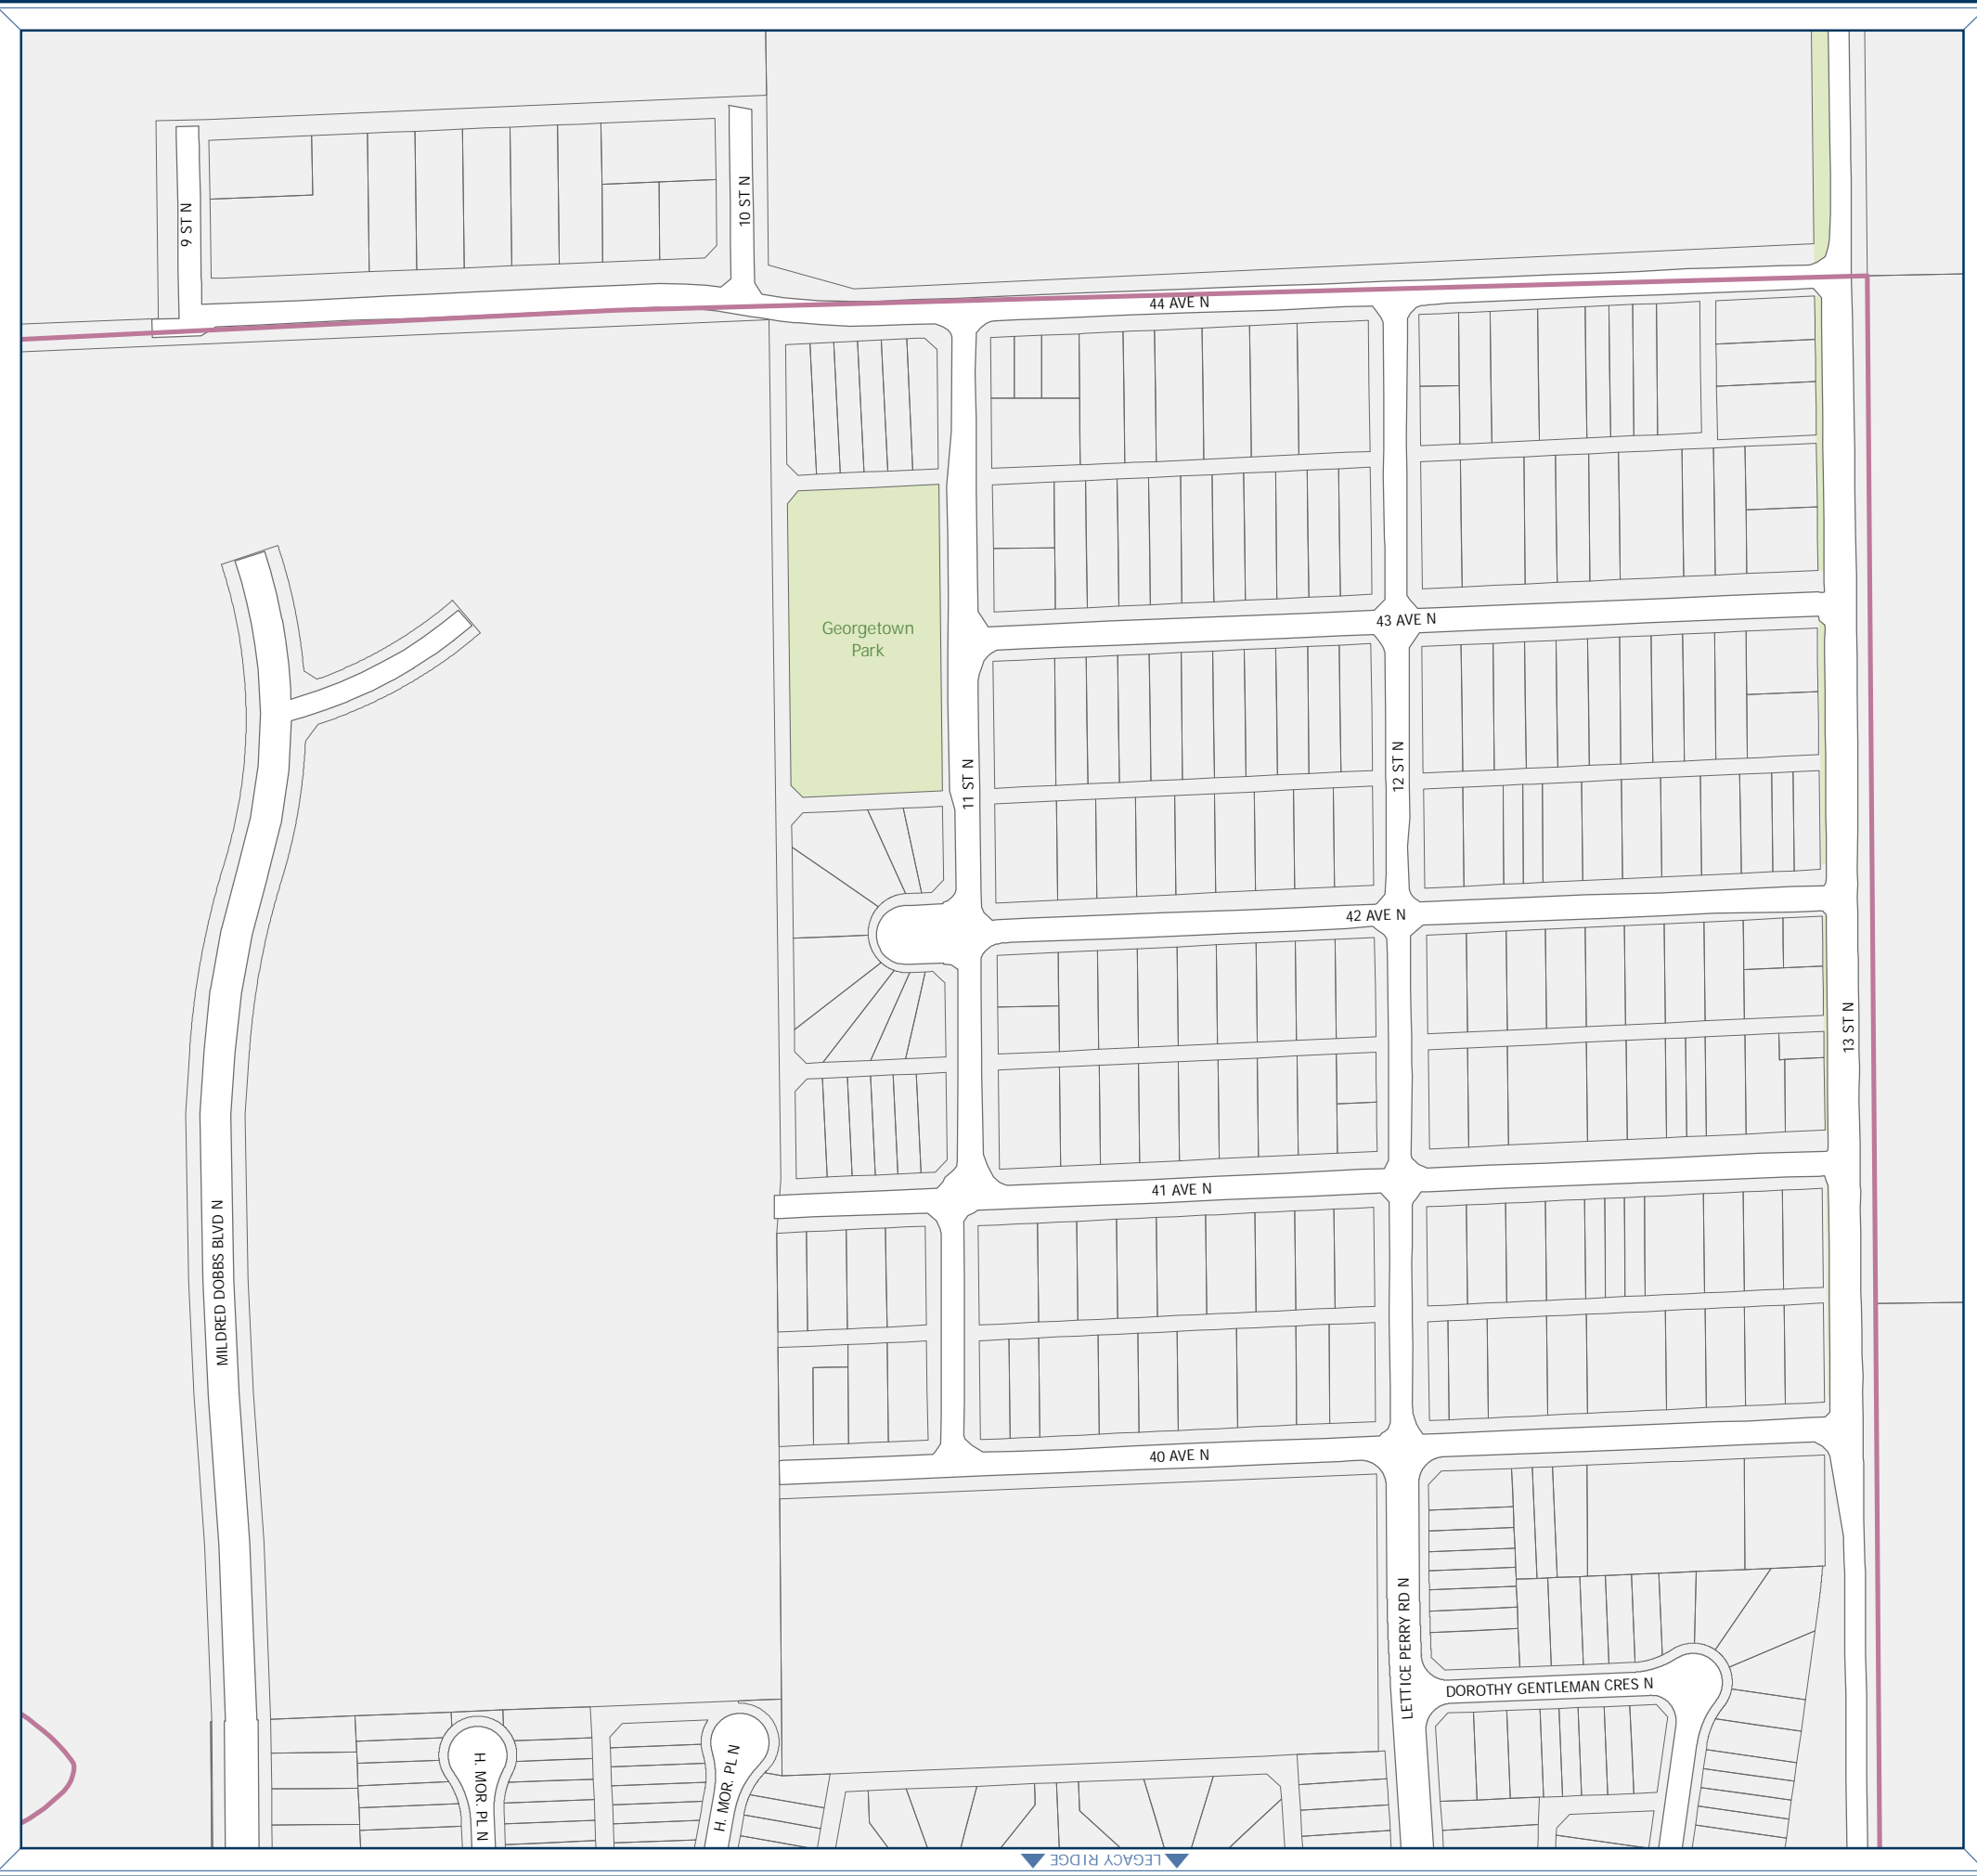 9 ST N
10 ST N
44 AVE N
43 AVE N
Georgetown
Park
11 ST N
12 ST N
42 AVE N
13 ST N
41 AVE N
MILDRED DOBBS BLVD N
40 AVE N
LETTICE PERRY RD N
DOROTHY GENTLEMAN CRES N
H. MOR. PL N
H. MOR. PL N
LEGACY RIDGE